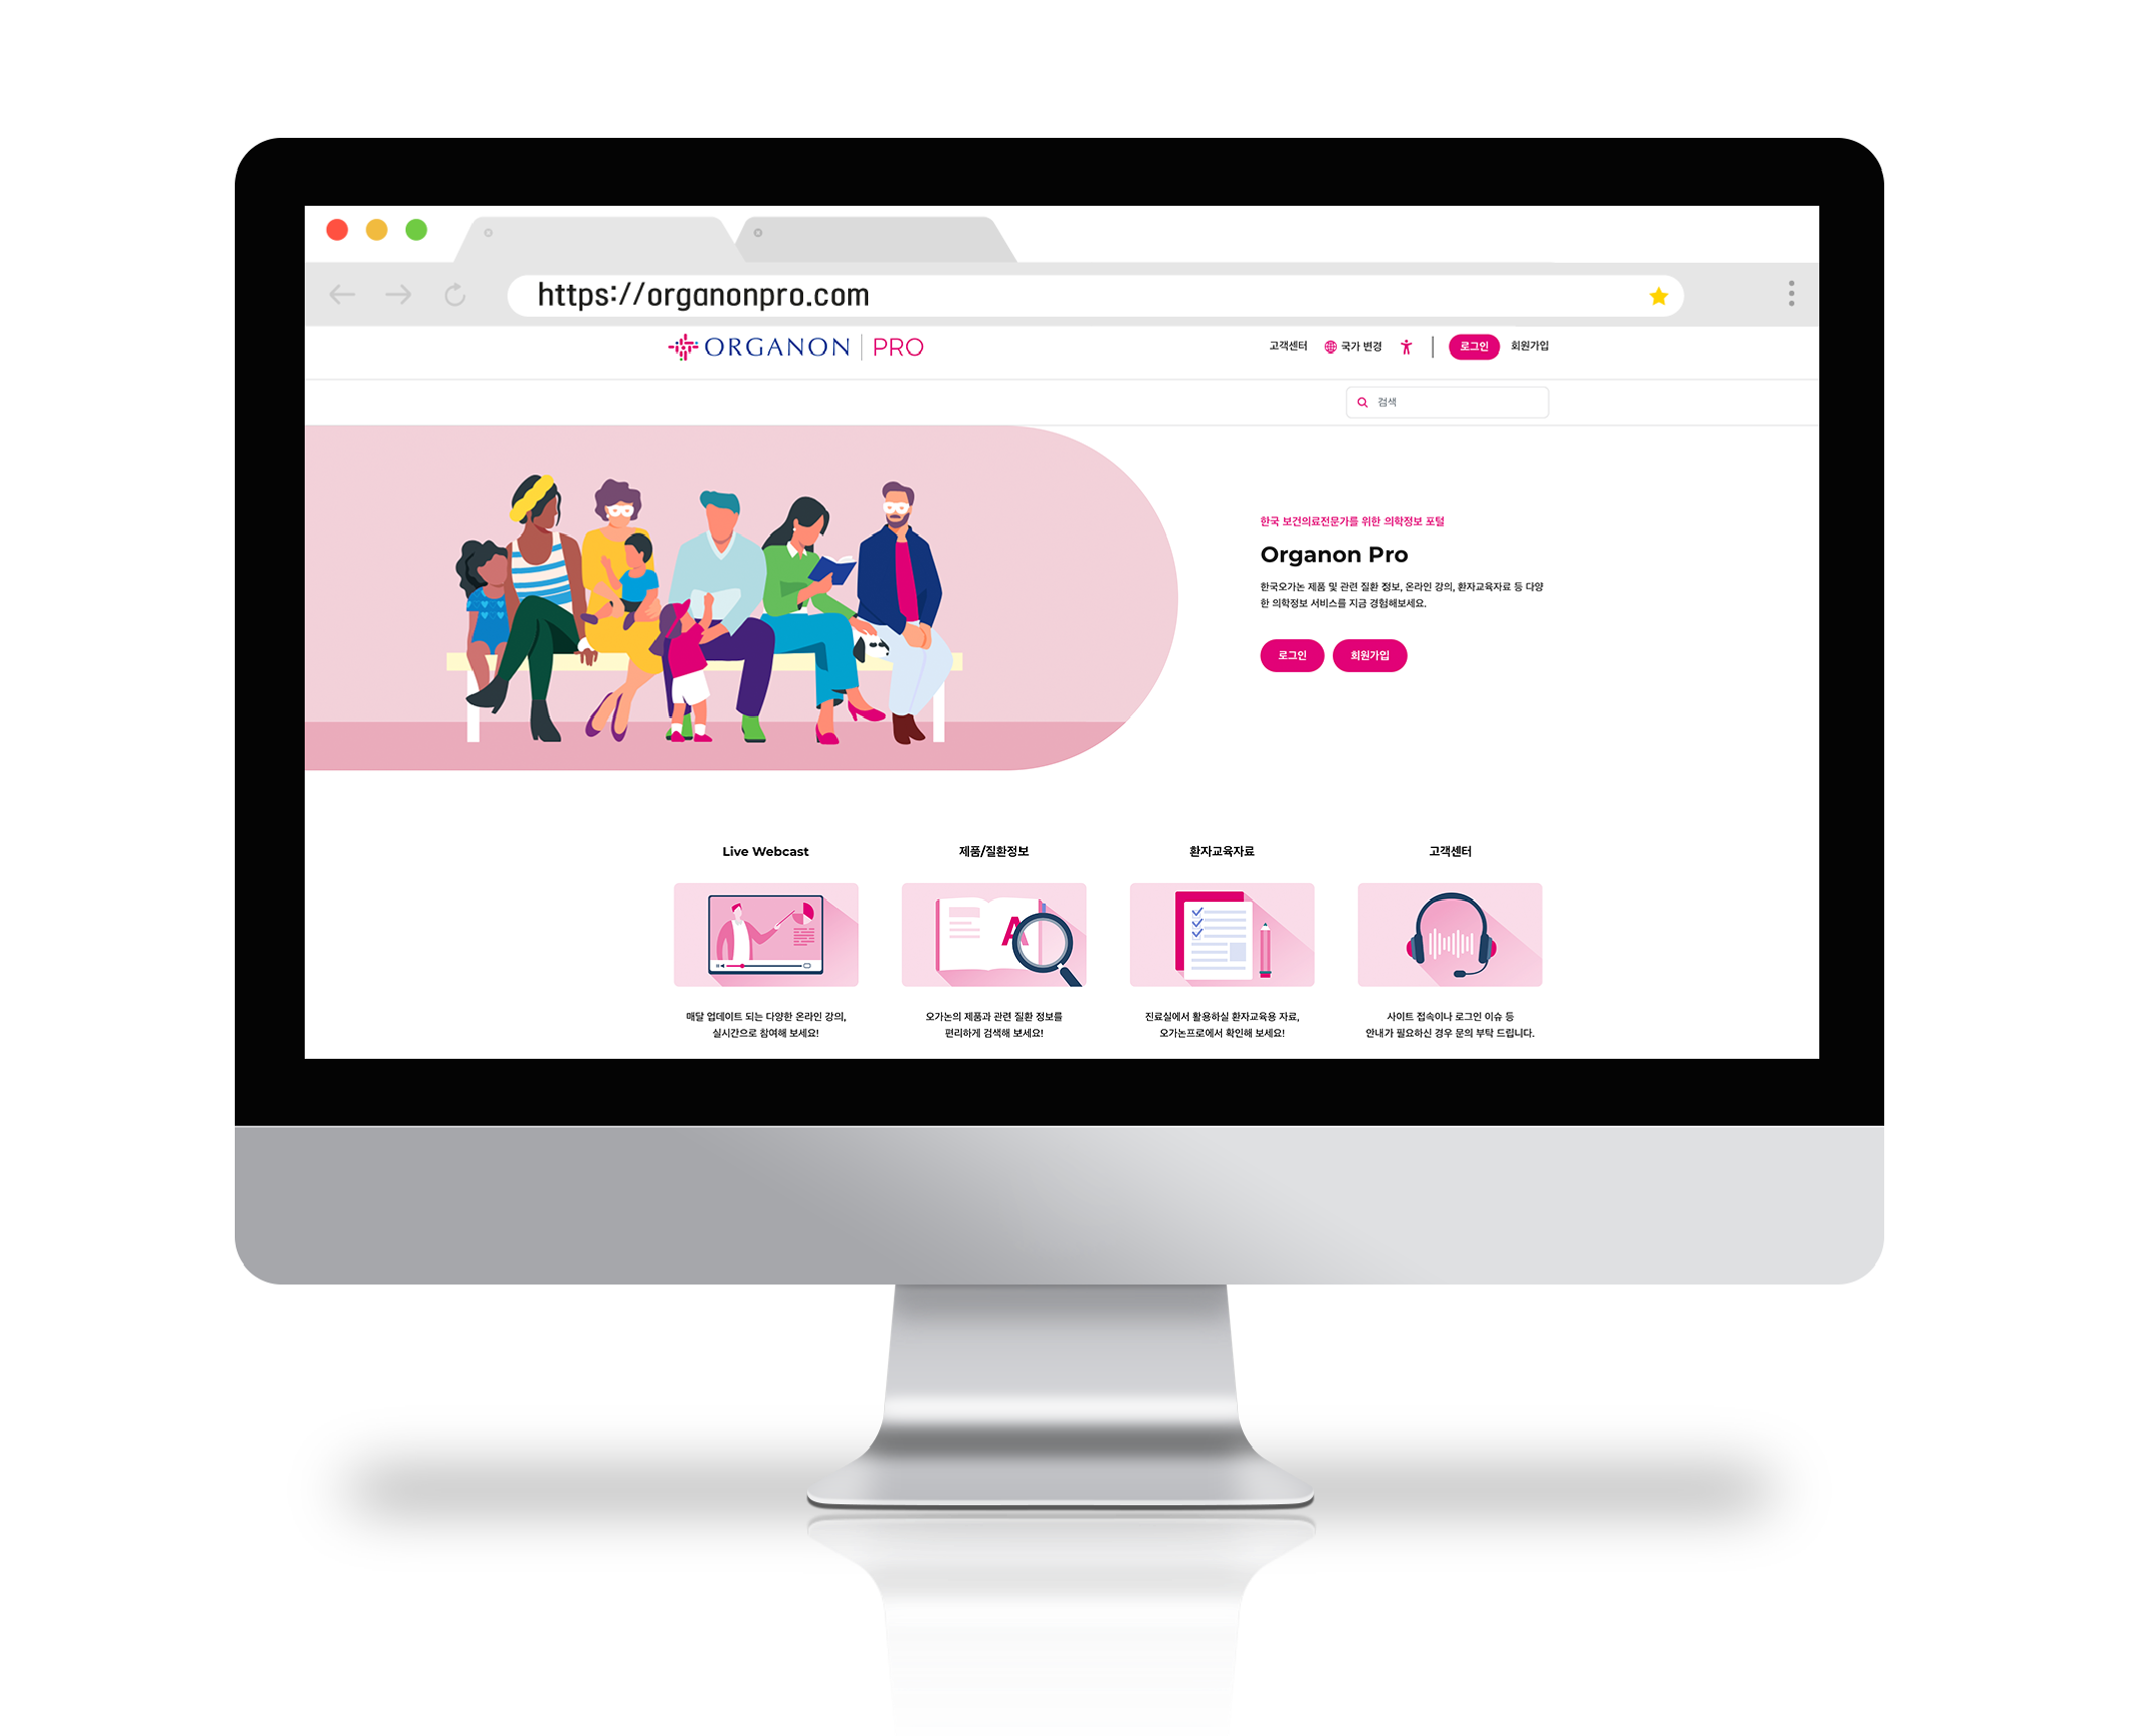 https://organonpro.com
ORGANON | PRO
고객센터
국가 변경
로그인
회원가입
검색
한국 보건의료전문가를 위한 의학정보 포털
Organon Pro
한국오가논 제품 및 관련 질환 정보, 온라인 강의, 환자교육자료 등 다양
한 의학정보 서비스를 지금 경험해보세요.
로그인
회원가입
Live Webcast
매달 업데이트 되는 다양한 온라인 강의,
실시간으로 참여해 보세요!
제품/질환정보
A
오가논의 제품과 관련 질환 정보를
편리하게 검색해 보세요!
환자교육자료
진료실에서 활용하실 환자교육용 자료,
오가논프로에서 확인해 보세요!
고객센터
사이트 접속이나 로그인 이슈 등
안내가 필요하신 경우 문의 부탁 드립니다.